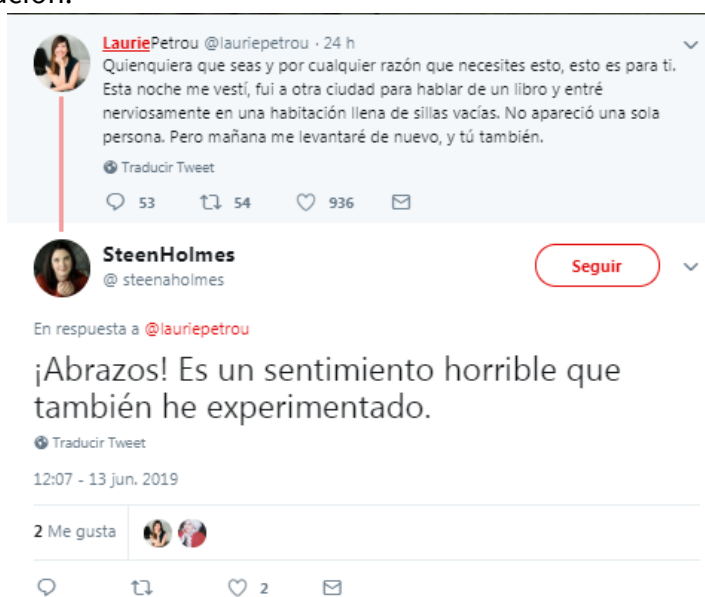 ación.
LauriePetrou @lauriepetrou · 24 h
Quienquiera que seas y por cualquier razón que necesites esto, esto es para ti.
Esta noche me vestí, fui a otra ciudad para hablar de un libro y entré
nerviosamente en una habitación llena de sillas vacías. No apareció una sola
persona. Pero mañana me levantaré de nuevo, y tú también.
Traducir Tweet
53 54 936
SteenHolmes
@ steenaholmes
Seguir
En respuesta a @lauriepetrou
¡Abrazos! Es un sentimiento horrible que
también he experimentado.
Traducir Tweet
12:07 - 13 jun. 2019
2 Me gusta
2